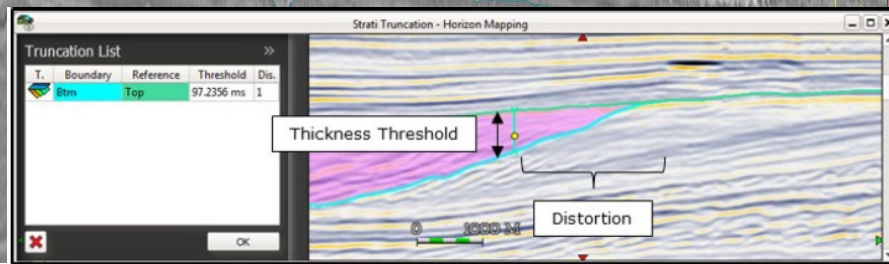 Strati Truncation - Horizon Mapping
Truncation List »
T. Boundary Reference Threshold Dis.
Btm Top 97.2356 ms 1
Thickness Threshold
Distortion
0 1000 M
OK